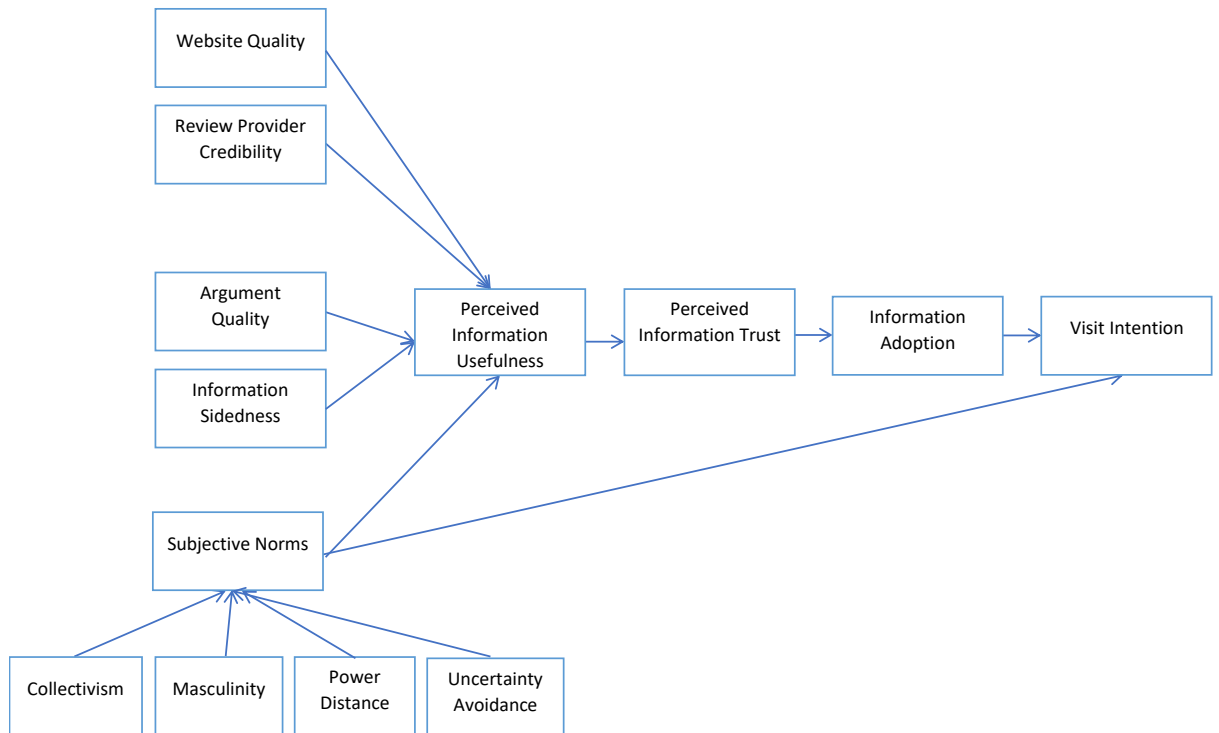 Website Quality
Review Provider
Credibility
Argument
Quality
Information
Sidedness
Perceived
Information
Usefulness
Perceived
Information Trust
Information
Adoption
Visit Intention
Subjective Norms
Collectivism
Masculinity
Power
Distance
Uncertainty
Avoidance